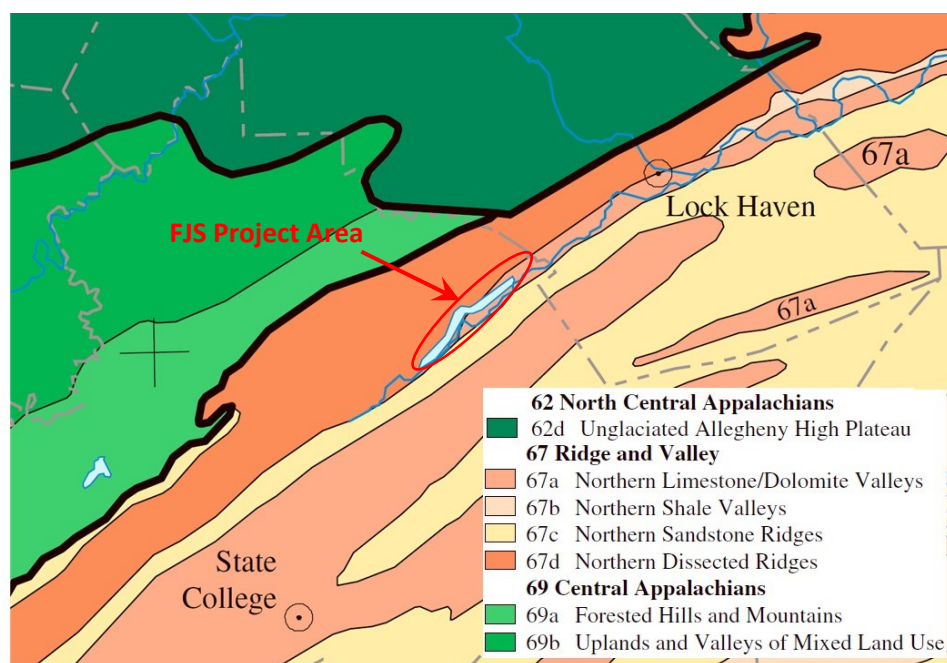 67a
Lock Haven
FJS Project Area
67a
State
College
62 North Central Appalachians
62d Unglaciated Allegheny High Plateau
67 Ridge and Valley
67a Northern Limestone/Dolomite Valleys
67b Northern Shale Valleys
67c Northern Sandstone Ridges
67d Northern Dissected Ridges
69 Central Appalachians
69a Forested Hills and Mountains
69b Uplands and Valleys of Mixed Land Use